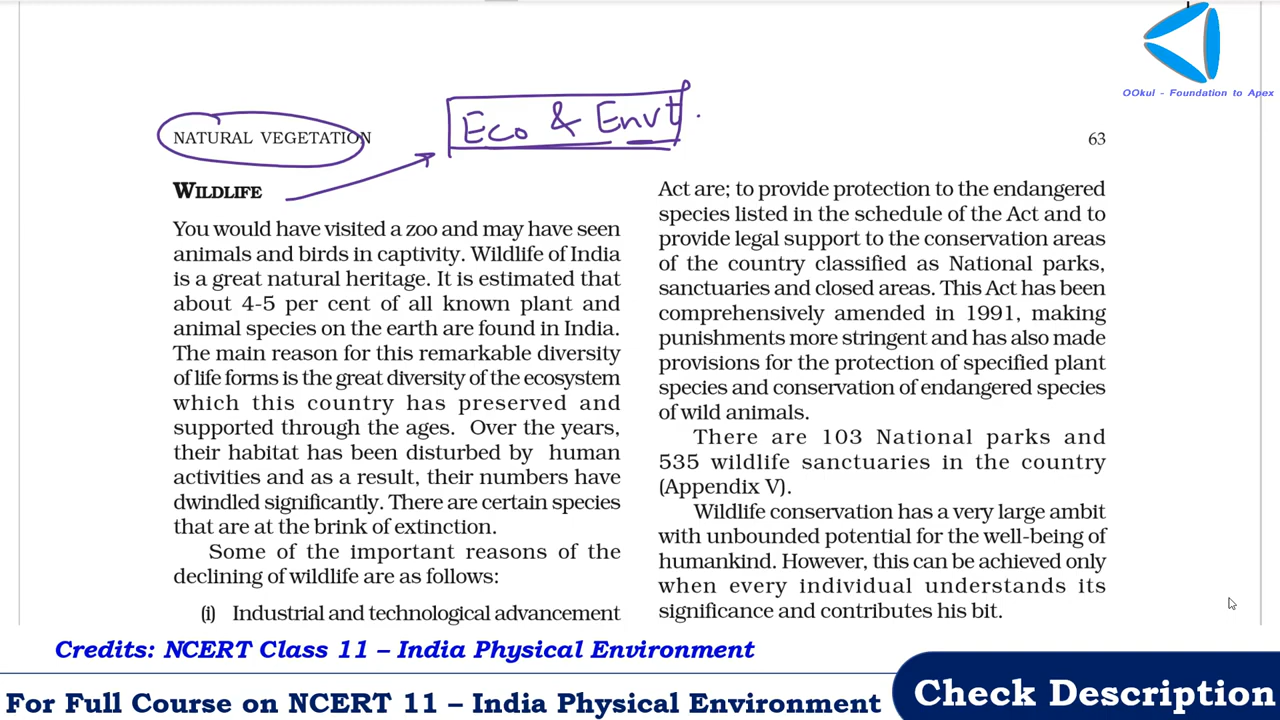 OOkul - Foundation to Apex
Eco & Envt.
NATURAL VEGETATION
63
WILDLIFE
You would have visited a zoo and may have seen
animals and birds in captivity. Wildlife of India
is a great natural heritage. It is estimated that
about 4-5 per cent of all known plant and
animal species on the earth are found in India.
The main reason for this remarkable diversity
of life forms is the great diversity of the ecosystem
which this country has preserved and
supported through the ages. Over the years,
their habitat has been disturbed by human
activities and as a result, their numbers have
dwindled significantly. There are certain species
that are at the brink of extinction.
Some of the important reasons of the
declining of wildlife are as follows:
(i) Industrial and technological advancement
Act are; to provide protection to the endangered
species listed in the schedule of the Act and to
provide legal support to the conservation areas
of the country classified as National parks,
sanctuaries and closed areas. This Act has been
comprehensively amended in 1991, making
punishments more stringent and has also made
provisions for the protection of specified plant
species and conservation of endangered species
of wild animals.
There are 103 National parks and
535 wildlife sanctuaries in the country
(Appendix V).
Wildlife conservation has a very large ambit
with unbounded potential for the well-being of
humankind. However, this can be achieved only
when every individual understands its
significance and contributes his bit.
Credits: NCERT Class 11 – India Physical Environment
For Full Course on NCERT 11 – India Physical Environment
Check Description